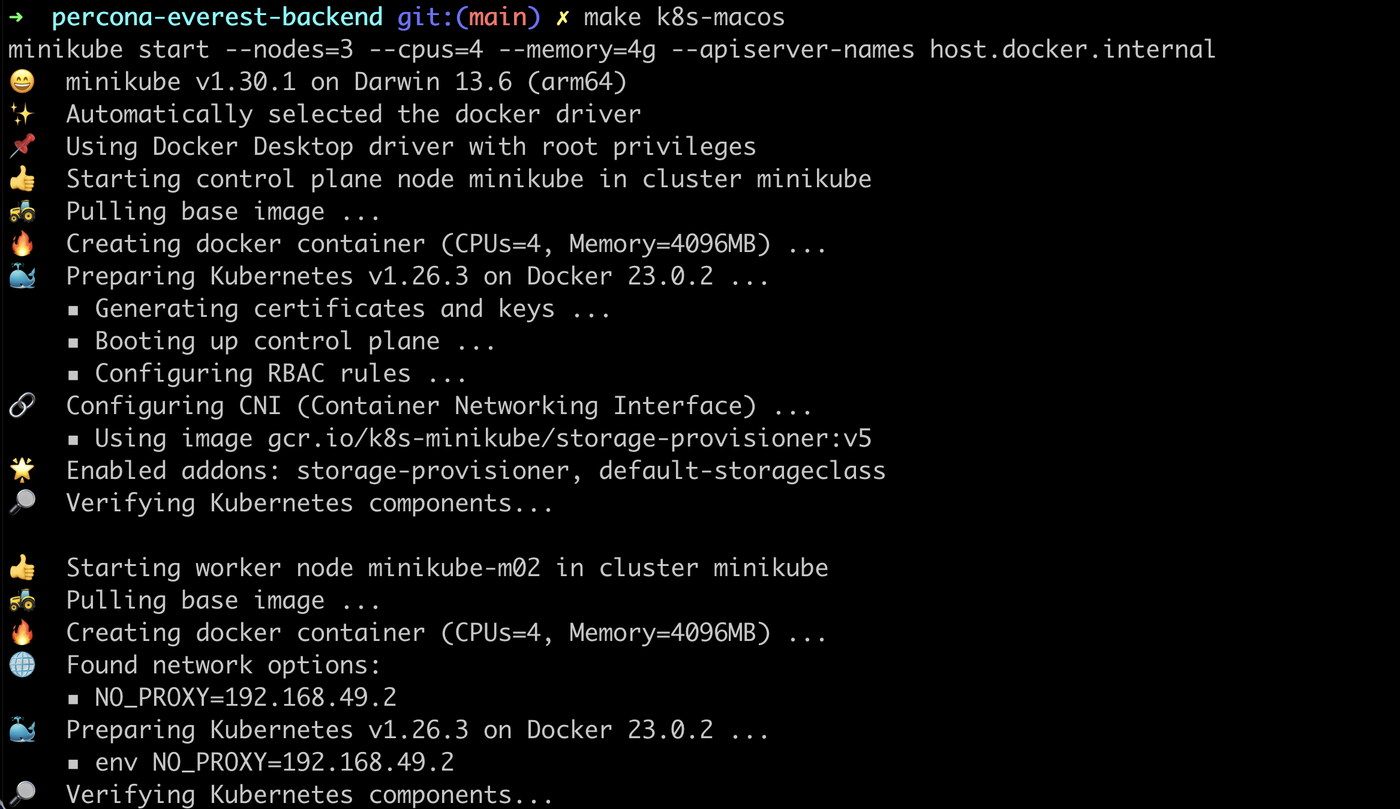 ➜ percona-everest-backend git:(main) ✗ make k8s-macos
minikube start --nodes=3 --cpus=4 --memory=4g --apiserver-names host.docker.internal
😄 minikube v1.30.1 on Darwin 13.6 (arm64)
✨ Automatically selected the docker driver
📌 Using Docker Desktop driver with root privileges
👍 Starting control plane node minikube in cluster minikube
🚜 Pulling base image ...
🔥 Creating docker container (CPUs=4, Memory=4096MB) ...
🐳 Preparing Kubernetes v1.26.3 on Docker 23.0.2 ...
▪ Generating certificates and keys ...
▪ Booting up control plane ...
▪ Configuring RBAC rules ...
🔗 Configuring CNI (Container Networking Interface) ...
▪ Using image gcr.io/k8s-minikube/storage-provisioner:v5
🌟 Enabled addons: storage-provisioner, default-storageclass
🔎 Verifying Kubernetes components...
👍 Starting worker node minikube-m02 in cluster minikube
🚜 Pulling base image ...
🔥 Creating docker container (CPUs=4, Memory=4096MB) ...
🌐 Found network options:
▪ NO_PROXY=192.168.49.2
🐳 Preparing Kubernetes v1.26.3 on Docker 23.0.2 ...
▪ env NO_PROXY=192.168.49.2
🔎 Verifying Kubernetes components...